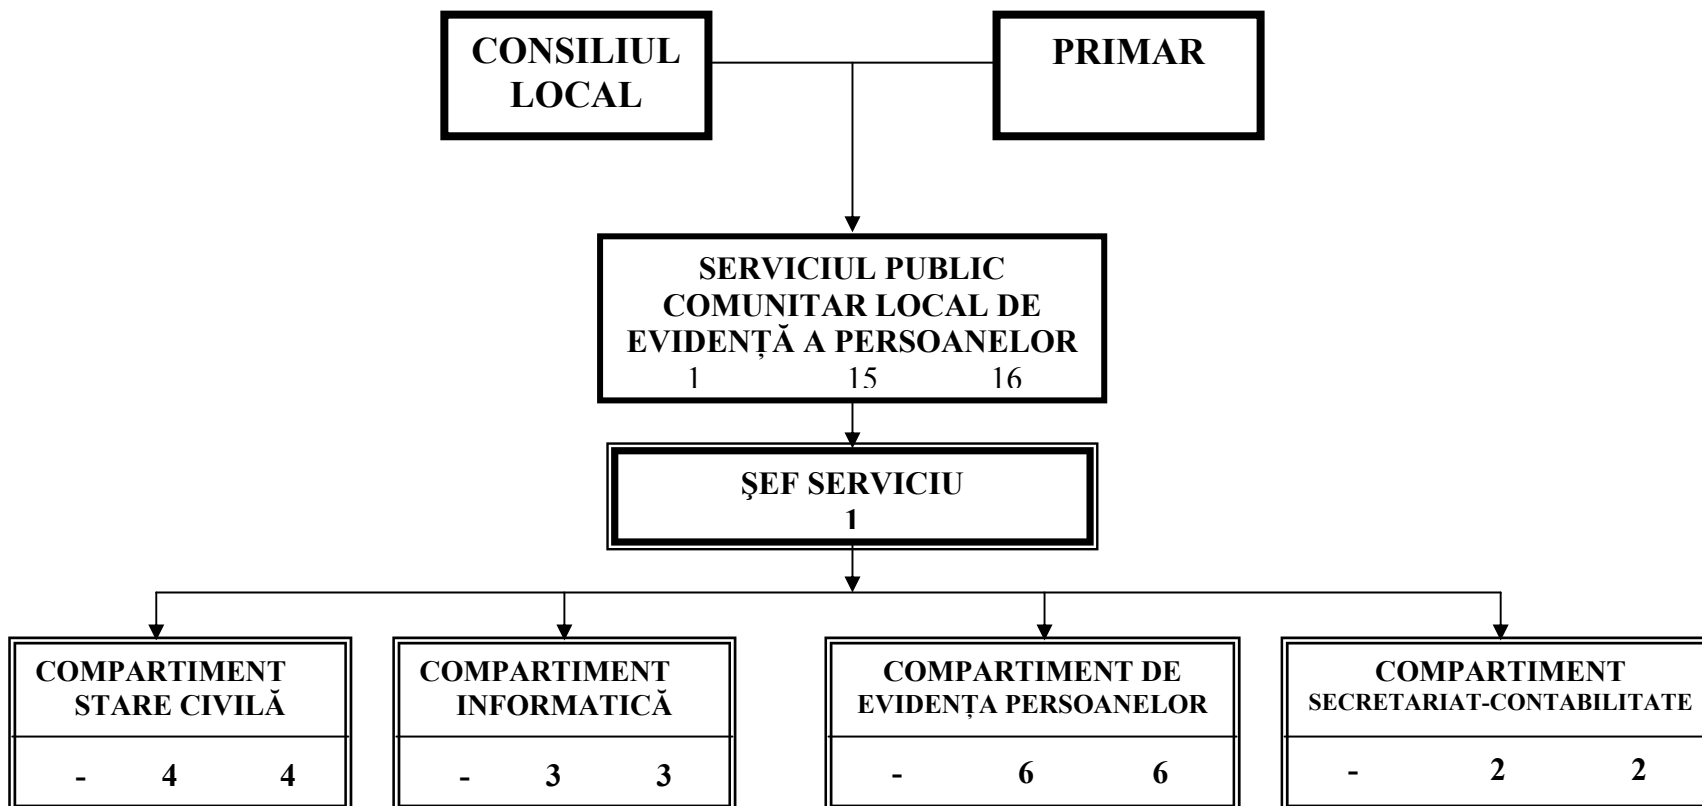 CONSILIUL
LOCAL
PRIMAR
SERVICIUL PUBLIC
COMUNITAR LOCAL DE
EVIDENȚĂ A PERSOANELOR
1 15 16
ŞEF SERVICIU
1
COMPARTIMENT
STARE CIVILĂ
- 4 4
COMPARTIMENT
INFORMATICĂ
- 3 3
COMPARTIMENT DE
EVIDENȚA PERSOANELOR
- 6 6
COMPARTIMENT
SECRETARIAT-CONTABILITATE
- 2 2